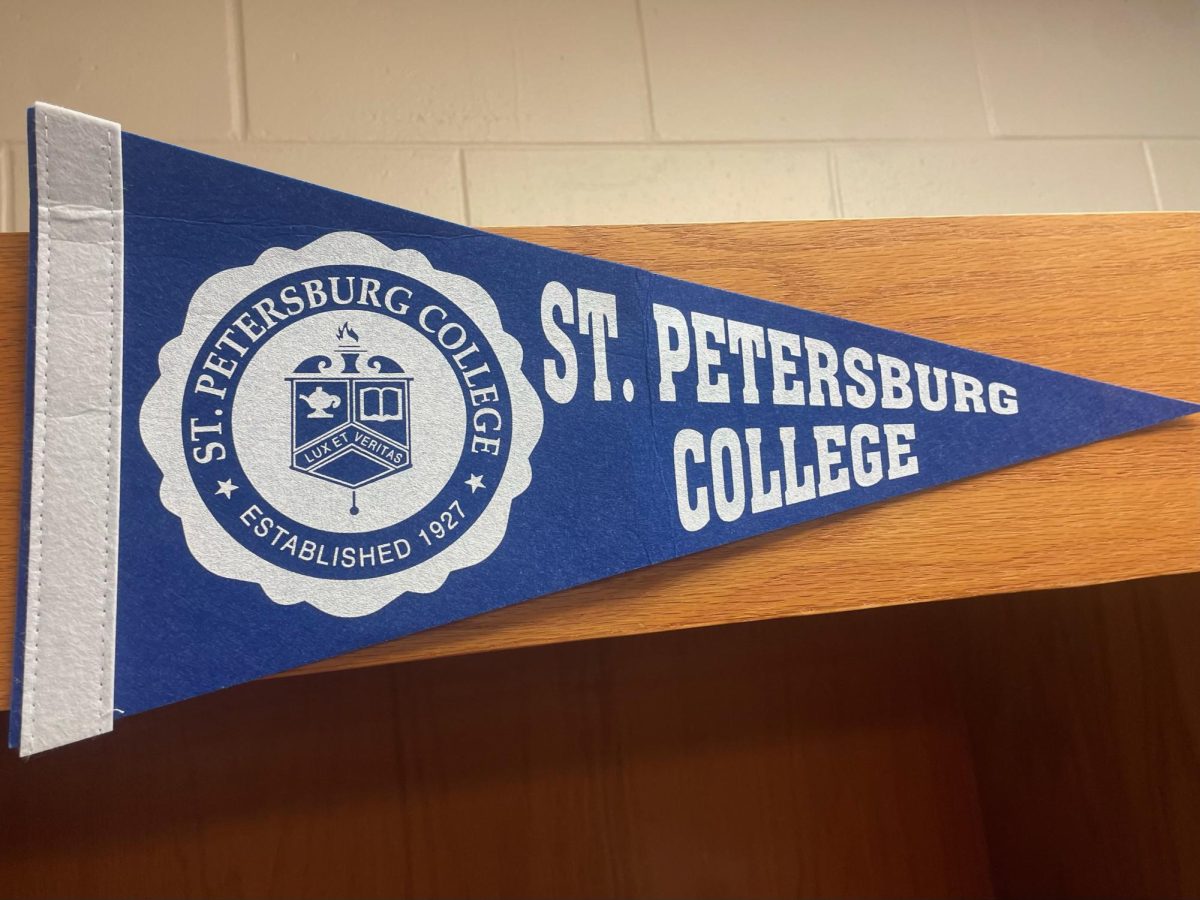 ST. PETERSBURG COLLEGE
LUX ET VERITAS
★ ESTABLISHED 1927 ★
ST. PETERSBURG
COLLEGE